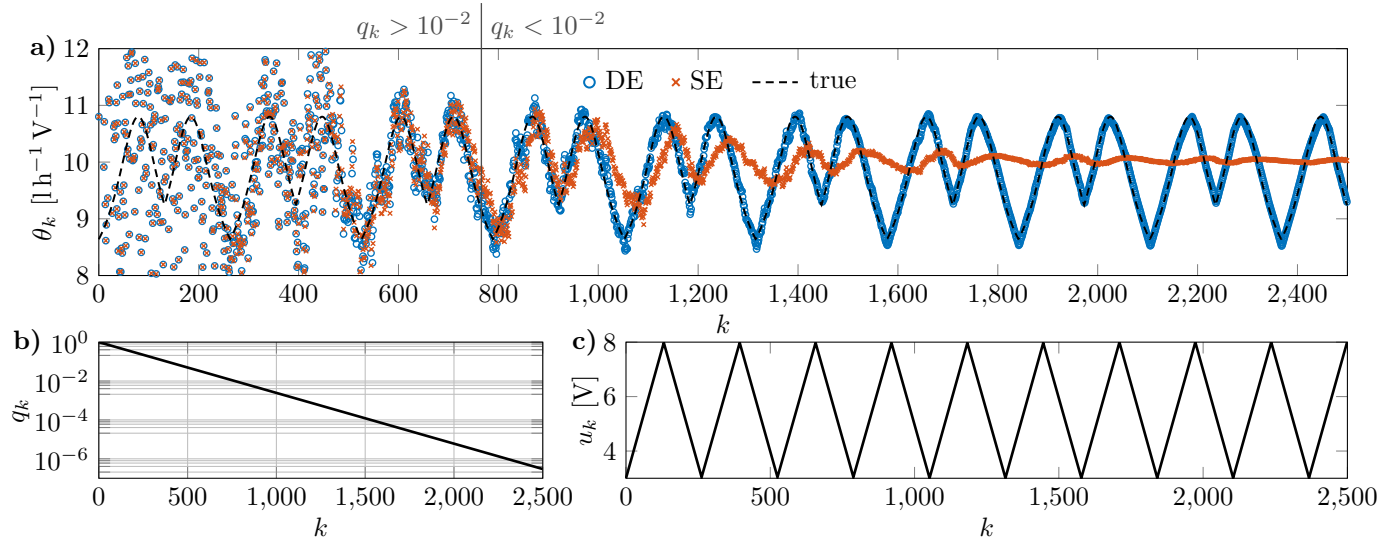 q_k > 10^{-2} q_k < 10^{-2}
a)
12
11
10
9
8
θ_k [l h^{-1} V^{-1}]
DE SE true
0 200 400 600 800 1,000 1,200 1,400 1,600 1,800 2,000 2,200 2,400
k
b)
10^0
10^{-2}
10^{-4}
10^{-6}
q_k
0 500 1,000 1,500 2,000 2,500
k
c)
8
6
4
u_k [V]
0 500 1,000 1,500 2,000 2,500
k